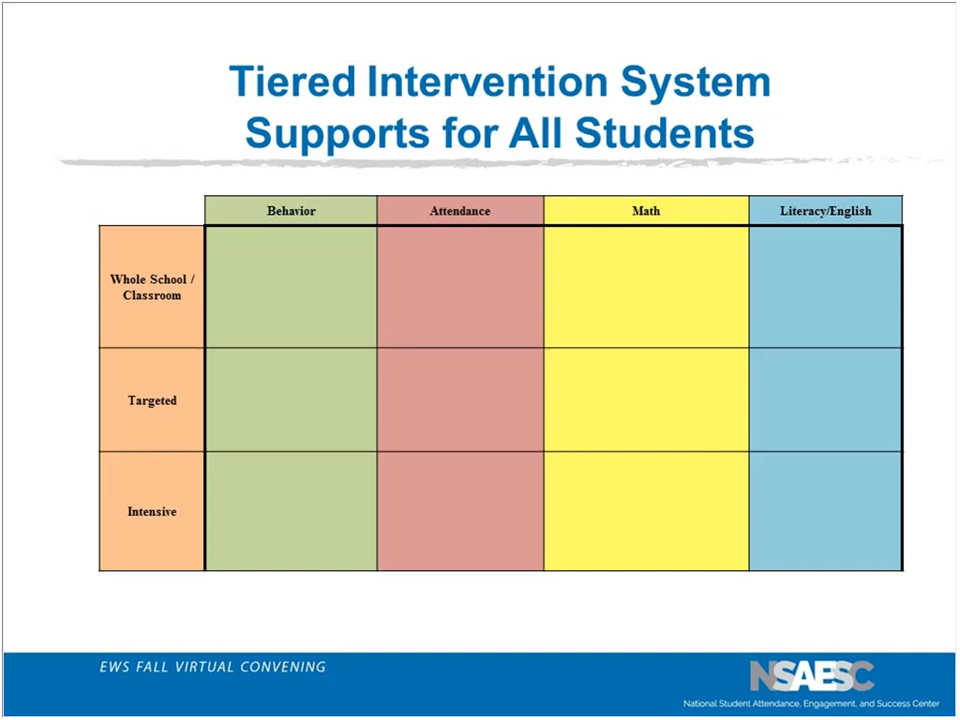 Tiered Intervention System
Supports for All Students
Behavior
Attendance
Math
Literacy/English
Whole School /
Classroom
Targeted
Intensive
EWS FALL VIRTUAL CONVENING
NSAESC
National Student Attendance, Engagement, and Success Center